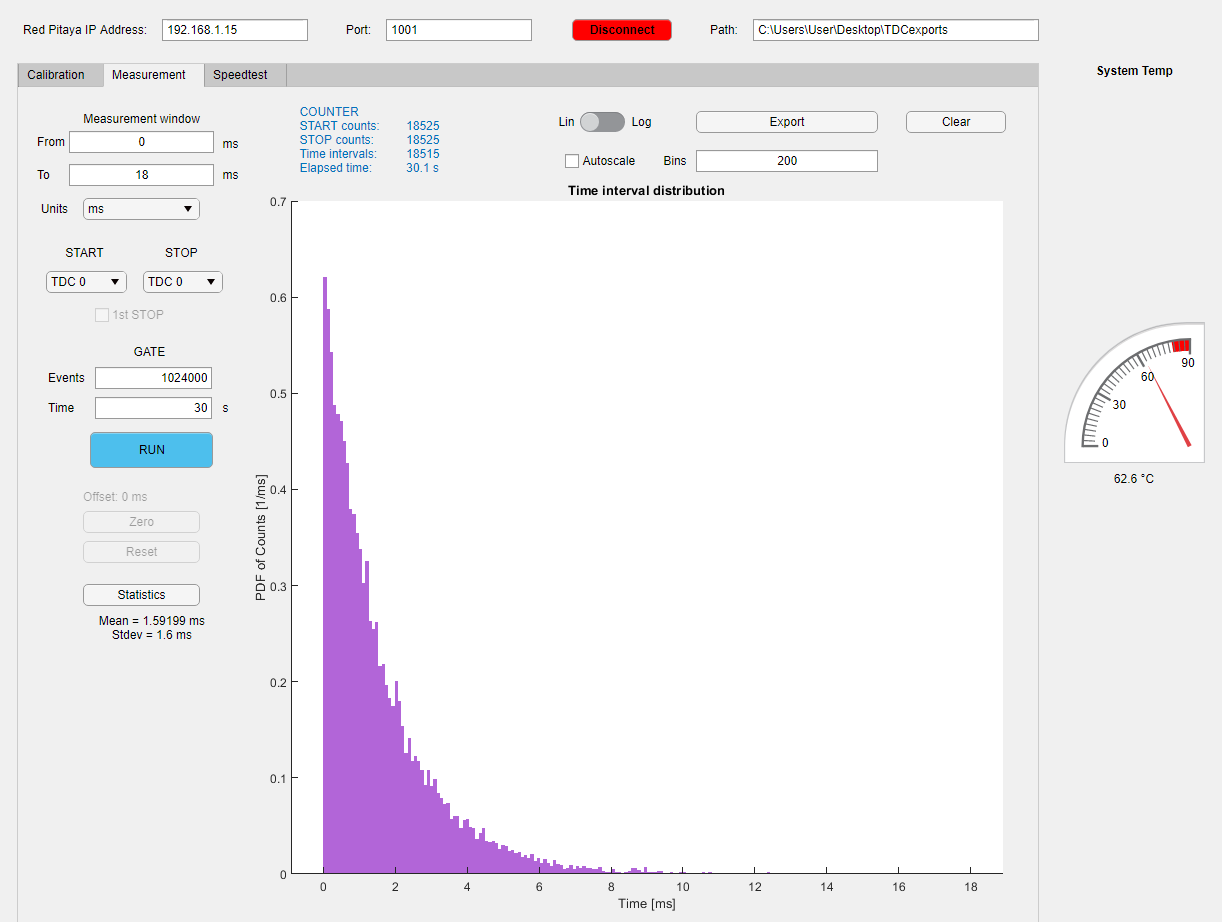 Red Pitaya IP Address: 192.168.1.15 Port: 1001 Disconnect Path: C:\Users\User\Desktop\TDCexports
Calibration Measurement Speedtest
System Temp
Measurement window
From 0 ms
To 18 ms
Units ms
START STOP
TDC 0 TDC 0
1st STOP
GATE
Events 1024000
Time 30 s
RUN
Offset: 0 ms
Zero
Reset
Statistics
Mean = 1.59199 ms
Stdev = 1.6 ms
COUNTER
START counts: 18525
STOP counts: 18525
Time intervals: 18515
Elapsed time: 30.1 s
Lin Log Export Clear
Autoscale Bins 200
Time interval distribution
0.7
0.6
0.5
0.4
0.3
0.2
0.1
0
PDF of Counts [1/ms]
0 2 4 6 8 10 12 14 16 18
Time [ms]
0 30 60 90
62.6 °C